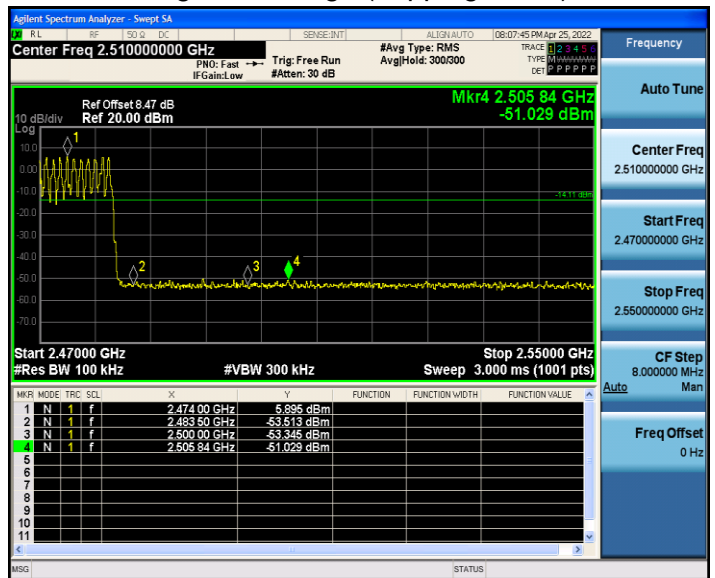 Agilent Spectrum Analyzer - Swept SA
RL RF 50 Ω DC SENSE:INT ALIGN AUTO 08:07:45 PM Apr 25, 2022
Center Freq 2.510000000 GHz #Avg Type: RMS TRACE 1 2 3 4 5 6
PNO: Fast Trig: Free Run Avg|Hold: 300/300 TYPE M
IFGain:Low #Atten: 30 dB DET P P P P P P
Frequency
Auto Tune
Center Freq
2.510000000 GHz
Start Freq
2.470000000 GHz
Stop Freq
2.550000000 GHz
CF Step
8.000000 MHz
Auto Man
Freq Offset
0 Hz
Mkr4 2.505 84 GHz
-51.029 dBm
Ref Offset 8.47 dB
10 dB/div Ref 20.00 dBm
Log
10.0
0.00
-10.0
-20.0
-30.0
-40.0
-50.0
-60.0
-70.0
1
2
3
4
-14.11 dBm
Start 2.47000 GHz Stop 2.55000 GHz
#Res BW 100 kHz #VBW 300 kHz Sweep 3.000 ms (1001 pts)
MKR MODE TRC SCL X Y FUNCTION FUNCTION WIDTH FUNCTION VALUE
1 N 1 f 2.474 00 GHz 5.895 dBm
2 N 1 f 2.483 50 GHz -53.513 dBm
3 N 1 f 2.500 00 GHz -53.345 dBm
4 N 1 f 2.505 84 GHz -51.029 dBm
5
6
7
8
9
10
11
MSG STATUS